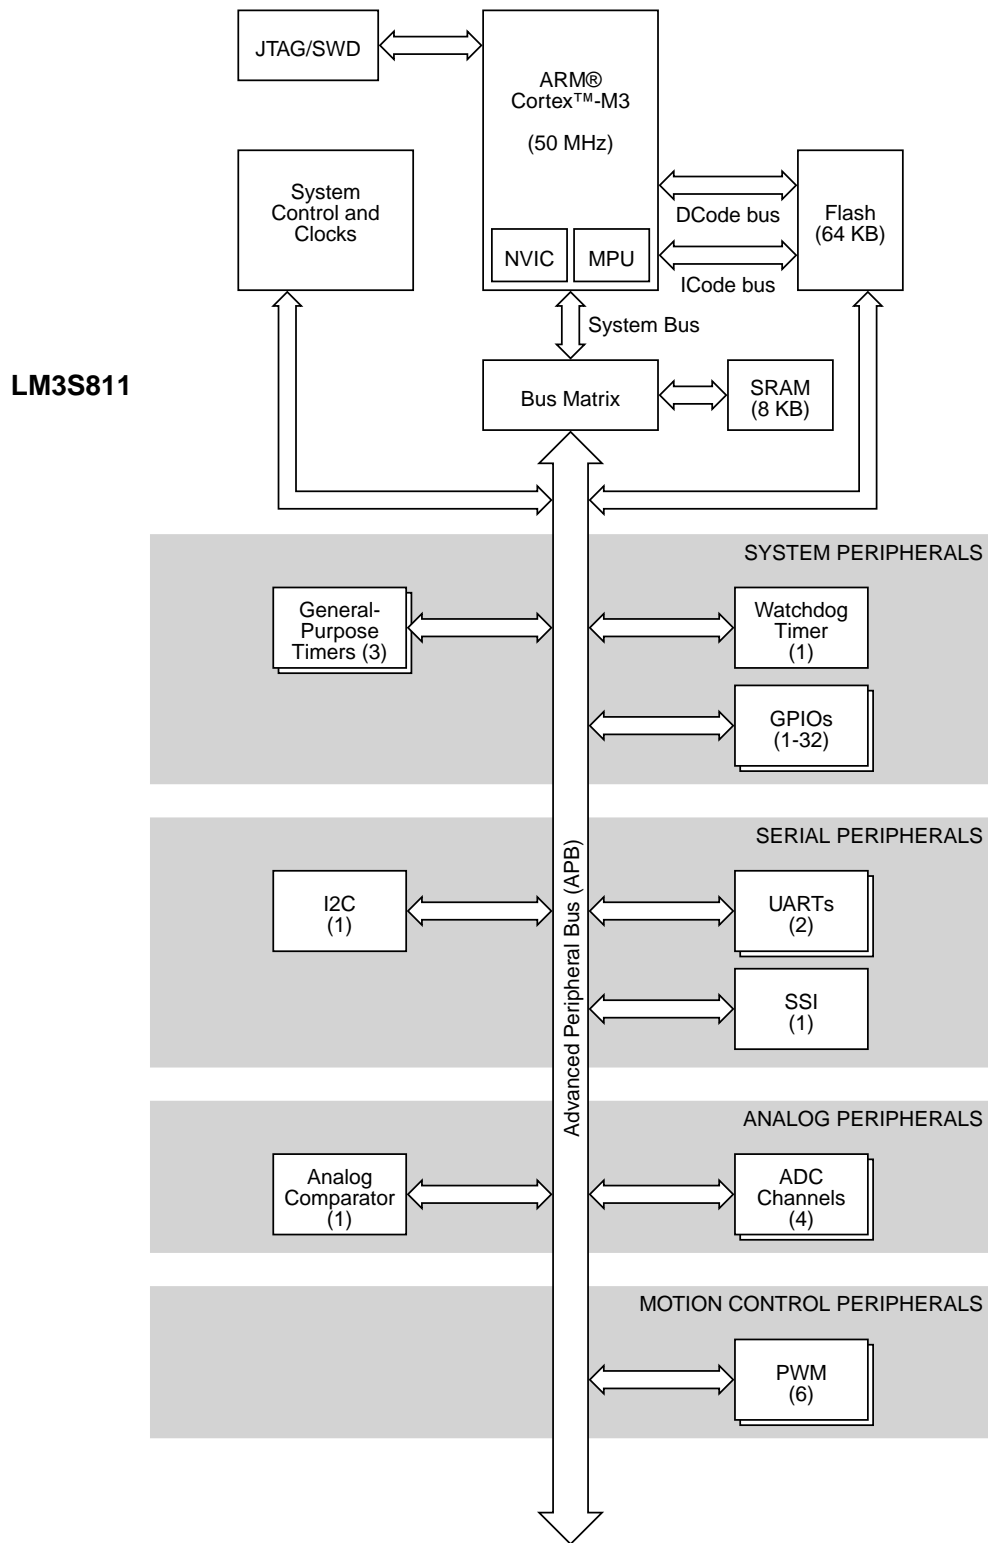 JTAG/SWD
ARM®
Cortex™-M3
(50 MHz)
System
Control and
Clocks
NVIC
MPU
DCode bus
ICode bus
Flash
(64 KB)
System Bus
LM3S811
Bus Matrix
SRAM
(8 KB)
SYSTEM PERIPHERALS
General-
Purpose
Timers (3)
Watchdog
Timer
(1)
GPIOs
(1-32)
Advanced Peripheral Bus (APB)
SERIAL PERIPHERALS
I2C
(1)
UARTs
(2)
SSI
(1)
ANALOG PERIPHERALS
Analog
Comparator
(1)
ADC
Channels
(4)
MOTION CONTROL PERIPHERALS
PWM
(6)